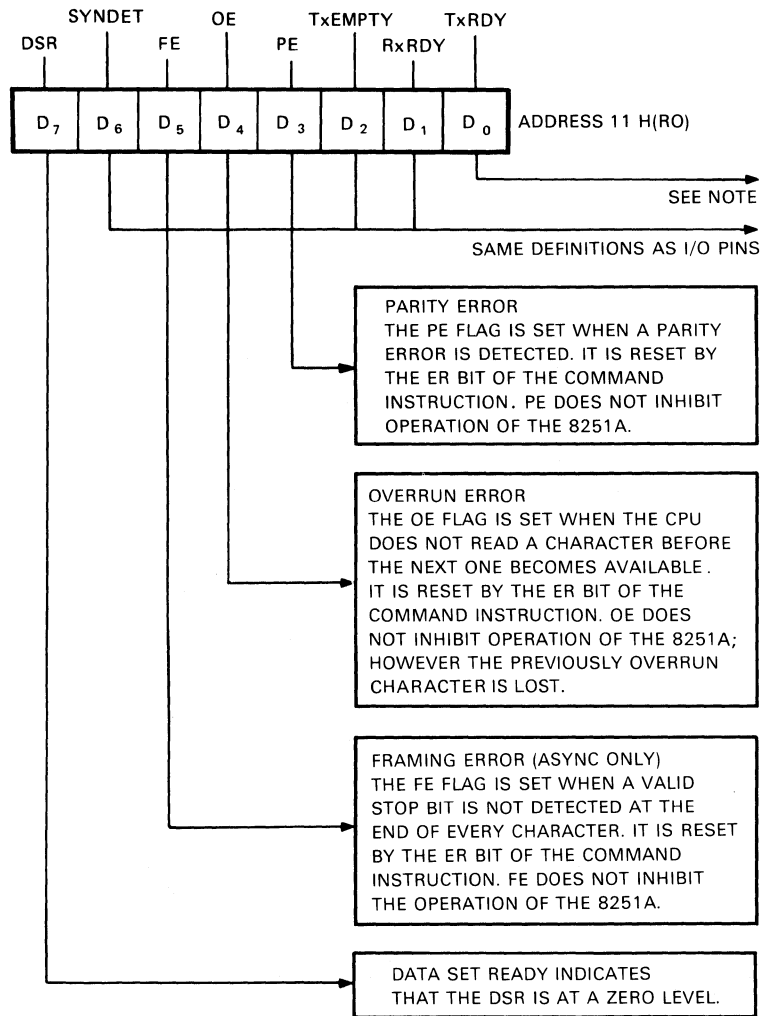 SYNDET OE TxEMPTY TxRDY
DSR FE PE RxRDY
D7 D6 D5 D4 D3 D2 D1 D0 ADDRESS 11 H(RO)
SEE NOTE
SAME DEFINITIONS AS I/O PINS
PARITY ERROR
THE PE FLAG IS SET WHEN A PARITY
ERROR IS DETECTED. IT IS RESET BY
THE ER BIT OF THE COMMAND
INSTRUCTION. PE DOES NOT INHIBIT
OPERATION OF THE 8251A.
OVERRUN ERROR
THE OE FLAG IS SET WHEN THE CPU
DOES NOT READ A CHARACTER BEFORE
THE NEXT ONE BECOMES AVAILABLE.
IT IS RESET BY THE ER BIT OF THE
COMMAND INSTRUCTION. OE DOES
NOT INHIBIT OPERATION OF THE 8251A;
HOWEVER THE PREVIOUSLY OVERRUN
CHARACTER IS LOST.
FRAMING ERROR (ASYNC ONLY)
THE FE FLAG IS SET WHEN A VALID
STOP BIT IS NOT DETECTED AT THE
END OF EVERY CHARACTER. IT IS RESET
BY THE ER BIT OF THE COMMAND
INSTRUCTION. FE DOES NOT INHIBIT
THE OPERATION OF THE 8251A.
DATA SET READY INDICATES
THAT THE DSR IS AT A ZERO LEVEL.